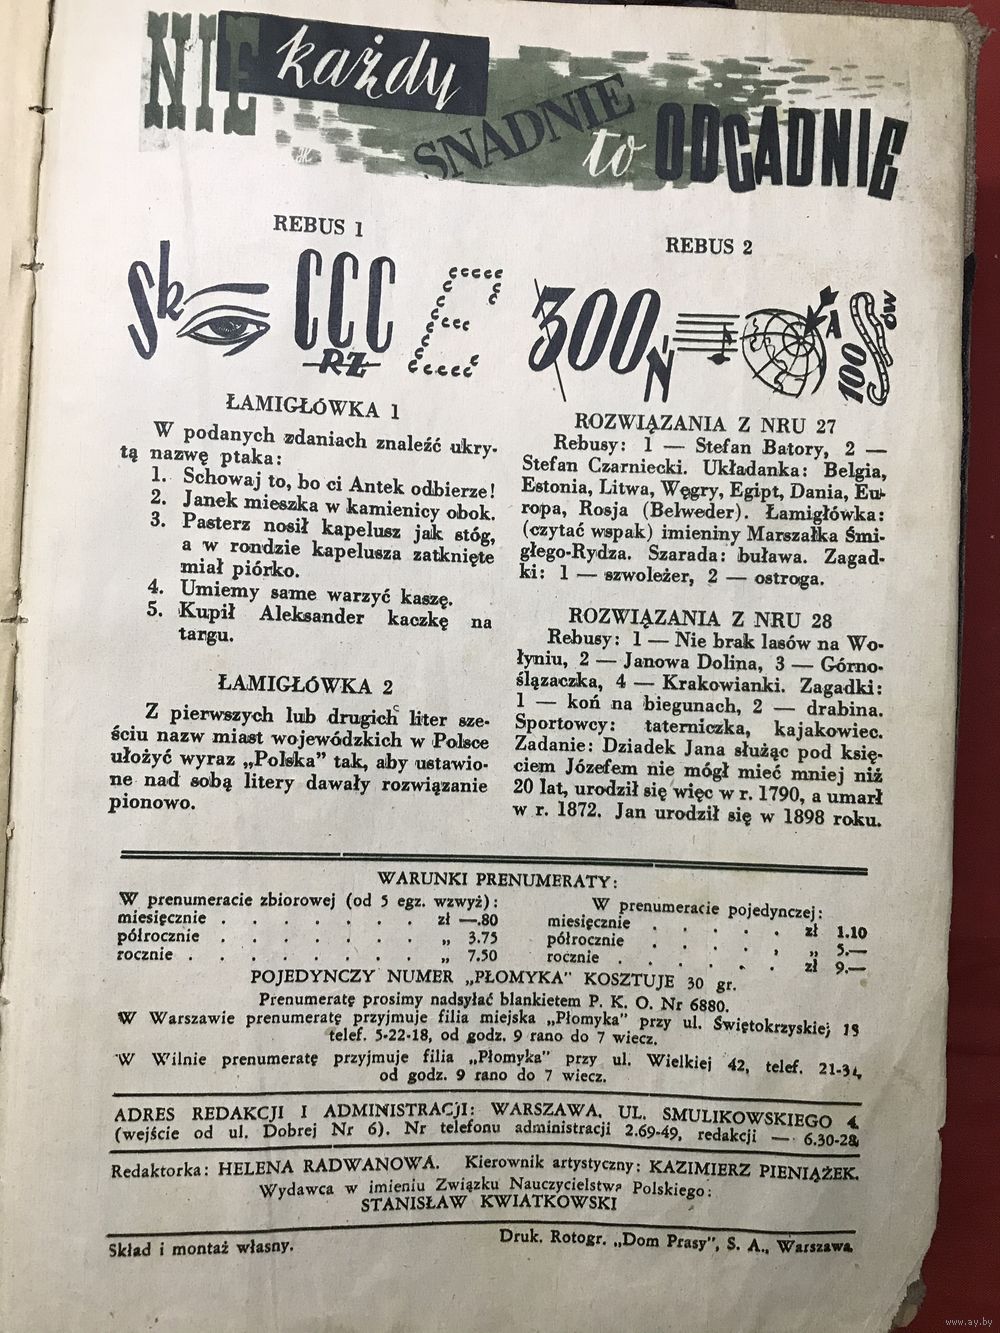 NIE każdy
SNADNIE
to ODGADNIE
REBUS 1
Sk CCC
RZ
ŁAMIGŁÓWKA 1
W podanych zdaniach znaleźć ukry-
tą nazwę ptaka:
1. Schowaj to, bo ci Antek odbierze!
2. Janek mieszka w kamienicy obok.
3. Pasterz nosił kapelusz jak stóg,
a w rondzie kapelusza zatknięte
miał piórko.
4. Umiemy same warzyć kaszę.
5. Kupił Aleksander kaczkę na
targu.
ŁAMIGŁÓWKA 2
Z pierwszych lub drugich liter sze-
ściu nazw miast wojewódzkich w Polsce
ułożyć wyraz „Polska” tak, aby ustawio-
ne nad sobą litery dawały rozwiązanie
pionowo.
REBUS 2
300 Ń A 100 ów
ROZWIĄZANIA Z NRU 27
Rebusy: 1 — Stefan Batory, 2 —
Stefan Czarniecki. Układanka: Belgia,
Estonia, Litwa, Węgry, Egipt, Dania, Eu-
ropa, Rosja (Belweder). Łamigłówka:
(czytać wspak) imieniny Marszałka Śmi-
głego-Rydza. Szarada: buława. Zagad-
ki: 1 — szwoleżer, 2 — ostroga.
ROZWIĄZANIA Z NRU 28
Rebusy: 1 — Nie brak lasów na Wo-
łyniu, 2 — Janowa Dolina, 3 — Górno-
ślązaczka, 4 — Krakowianki. Zagadki:
1 — koń na biegunach, 2 — drabina.
Sportowcy: taterniczka, kajakowiec.
Zadanie: Dziadek Jana służąc pod księ-
ciem Józefem nie mógł mieć mniej niż
20 lat, urodził się więc w r. 1790, a umarł
w r. 1872. Jan urodził się w 1898 roku.
WARUNKI PRENUMERATY:
W prenumeracie zbiorowej (od 5 egz. wzwyż):
miesięcznie . . . . . . . zł —.80
półrocznie . . . . . . . „ 3.75
rocznie . . . . . . . . „ 7.50
W prenumeracie pojedynczej:
miesięcznie . . . . . zł 1.10
półrocznie . . . . . „ 5.—
rocznie . . . . . . zł 9.—
POJEDYNCZY NUMER „PŁOMYKA” KOSZTUJE 30 gr.
Prenumeratę prosimy nadsyłać blankietem P. K. O. Nr 6880.
W Warszawie prenumeratę przyjmuje filia miejska „Płomyka” przy ul. Świętokrzyskiej 18
telef. 5-22-18, od godz. 9 rano do 7 wiecz.
W Wilnie prenumeratę przyjmuje filia „Płomyka” przy ul. Wielkiej 42, telef.
od godz. 9 rano do 7 wiecz.
ADRES REDAKCJI I ADMINISTRACJI: WARSZAWA, UL. SMULIKOWSKIEGO 4
(wejście od ul. Dobrej Nr 6). Nr telefonu administracji 2.69-49, redakcji — 6.30-28
Redaktorka: HELENA RADWANOWA. Kierownik artystyczny: KAZIMIERZ PIENIĄŻEK.
Wydawca w imieniu Związku Nauczycielstwa Polskiego:
STANISŁAW KWIATKOWSKI
Skład i montaż własny.
Druk. Rotogr. „Dom Prasy”, S. A., Warszawa.
www.ay.by